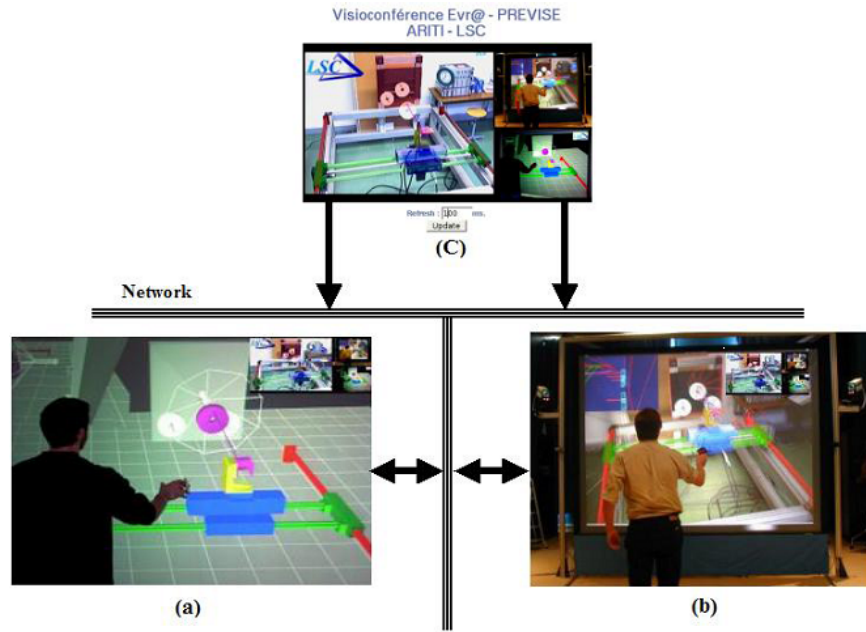 Visioconférence Evr@ - PREVISE
ARITI - LSC
LSC
Refresh : 100 ms.
Update
(C)
Network
(a)
(b)